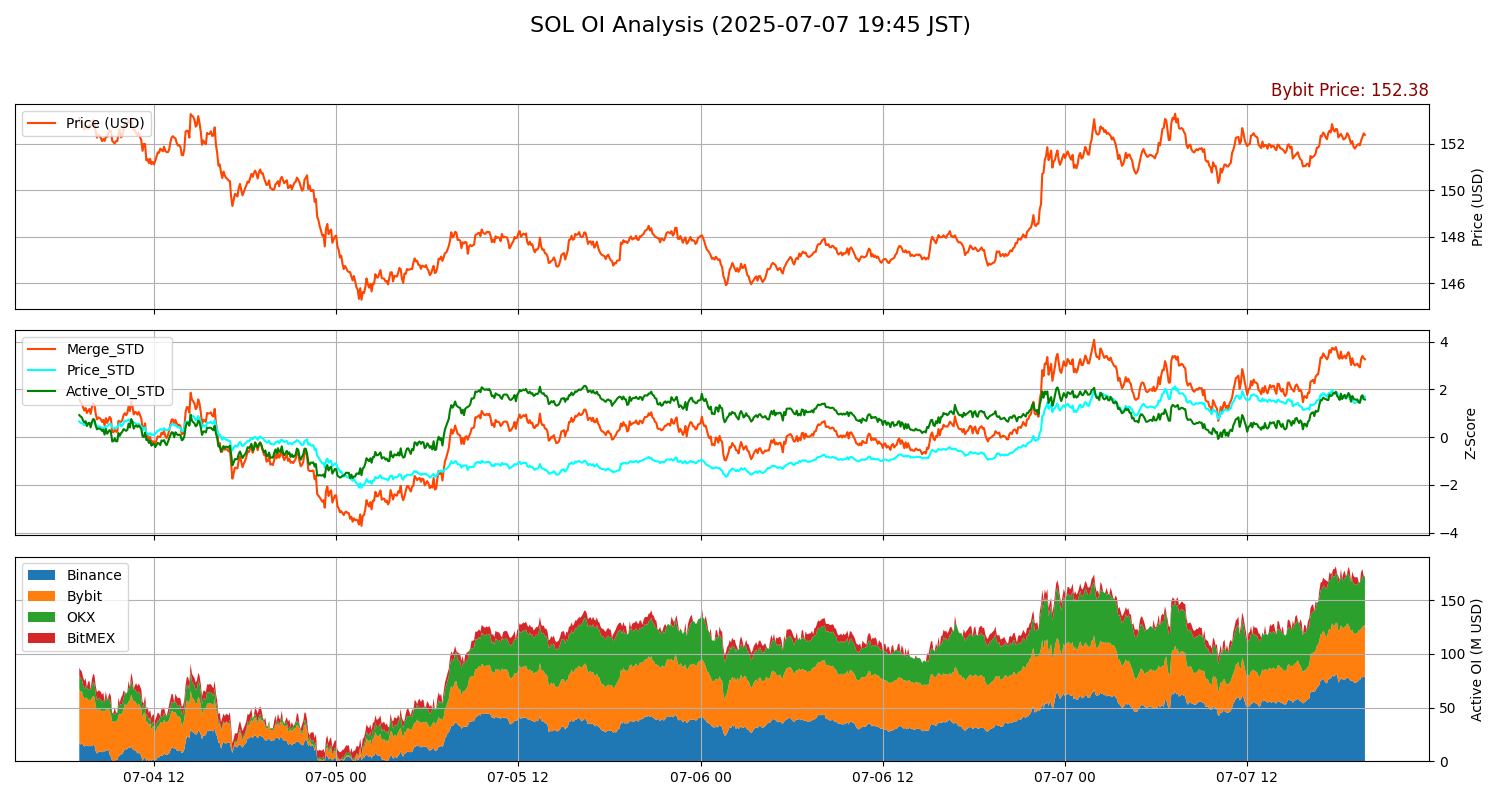 SOL OI Analysis (2025-07-07 19:45 JST)
Bybit Price: 152.38
Price (USD)
152
150
148
146
Price (USD)
Merge_STD
Price_STD
Active_OI_STD
4
2
0
−2
−4
Z-Score
Binance
Bybit
OKX
BitMEX
150
100
50
0
Active OI (M USD)
07-04 12
07-05 00
07-05 12
07-06 00
07-06 12
07-07 00
07-07 12